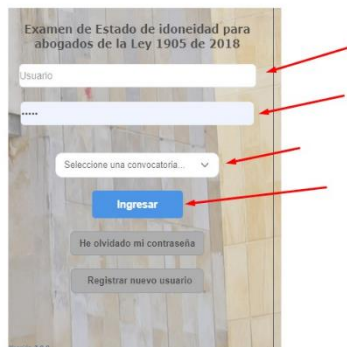 Examen de Estado de idoneidad para
abogados de la Ley 1905 de 2018
Usuario
•••••
Seleccione una convocatoria...
Ingresar
He olvidado mi contraseña
Registrar nuevo usuario